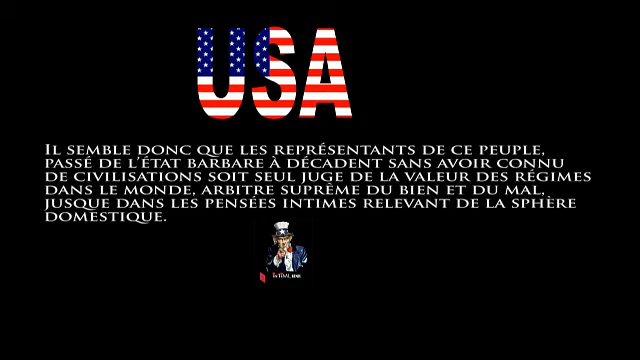 USA
IL SEMBLE DONC QUE LES REPRÉSENTANTS DE CE PEUPLE,
PASSÉ DE L'ÉTAT BARBARE À DÉCADENT SANS AVOIR CONNU
DE CIVILISATIONS SOIT SEUL JUGE DE LA VALEUR DES RÉGIMES
DANS LE MONDE, ARBITRE SUPRÈME DU BIEN ET DU MAL,
JUSQUE DANS LES PENSÉES INTIMES RELEVANT DE LA SPHÈRE
DOMESTIQUE.